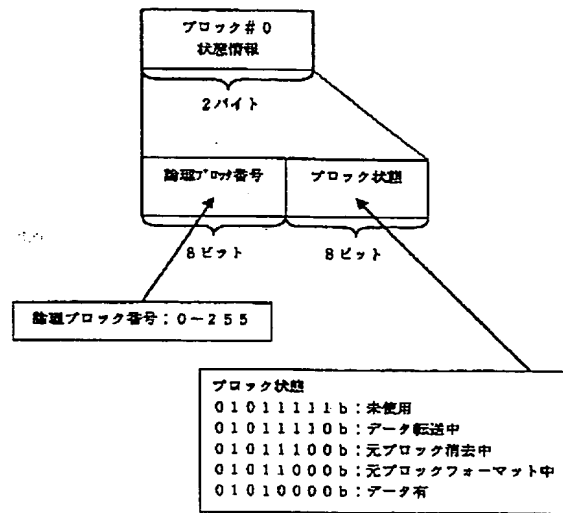 ブロック#0
状態情報
2バイト
論理ブロック番号
ブロック状態
8ビット
8ビット
論理ブロック番号:0~255
ブロック状態
01011111b:未使用
01011110b:データ転送中
01011100b:元ブロック消去中
01011000b:元ブロックフォーマット中
01010000b:データ有